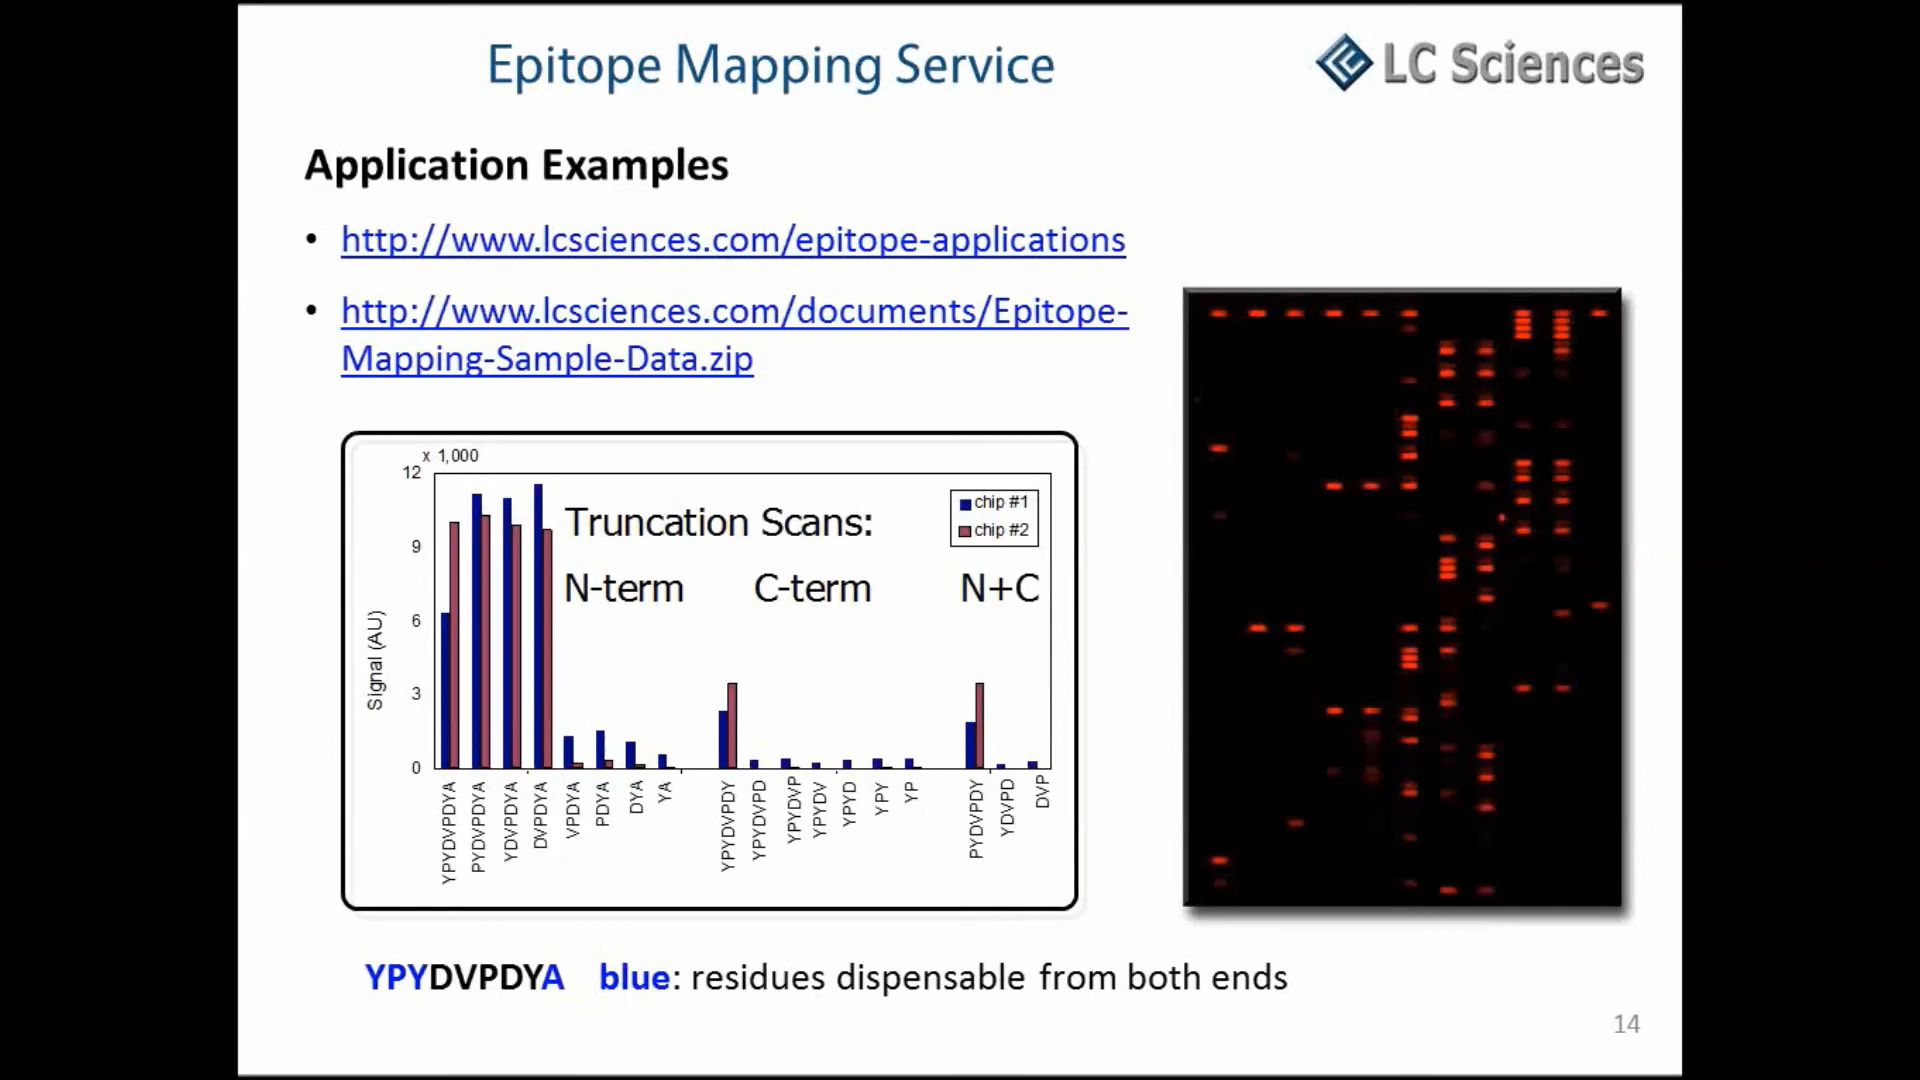 Epitope Mapping Service
LC Sciences
Application Examples
• http://www.lcsciences.com/epitope-applications
• http://www.lcsciences.com/documents/Epitope-
Mapping-Sample-Data.zip
x 1,000
12
9
6
3
0
Signal (AU)
Truncation Scans:
N-term C-term N+C
chip #1
chip #2
YPYDVPDYA
PYDVPDYA
YDVPDYA
DVPDYA
VPDYA
PDYA
DYA
YA
YPYDVPDY
YPYDVPD
YPYDVP
YPYDV
YPYD
YPY
YP
PYDVPDY
YDVPD
DVP
YPYDVPDYA blue: residues dispensable from both ends
14